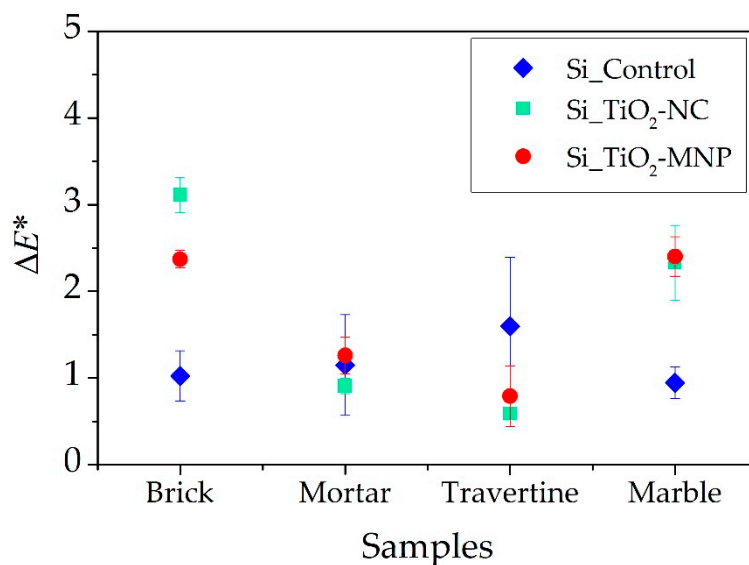 5
4
3
2
1
0
ΔE*
Si_Control
Si_TiO₂-NC
Si_TiO₂-MNP
Brick Mortar Travertine Marble
Samples